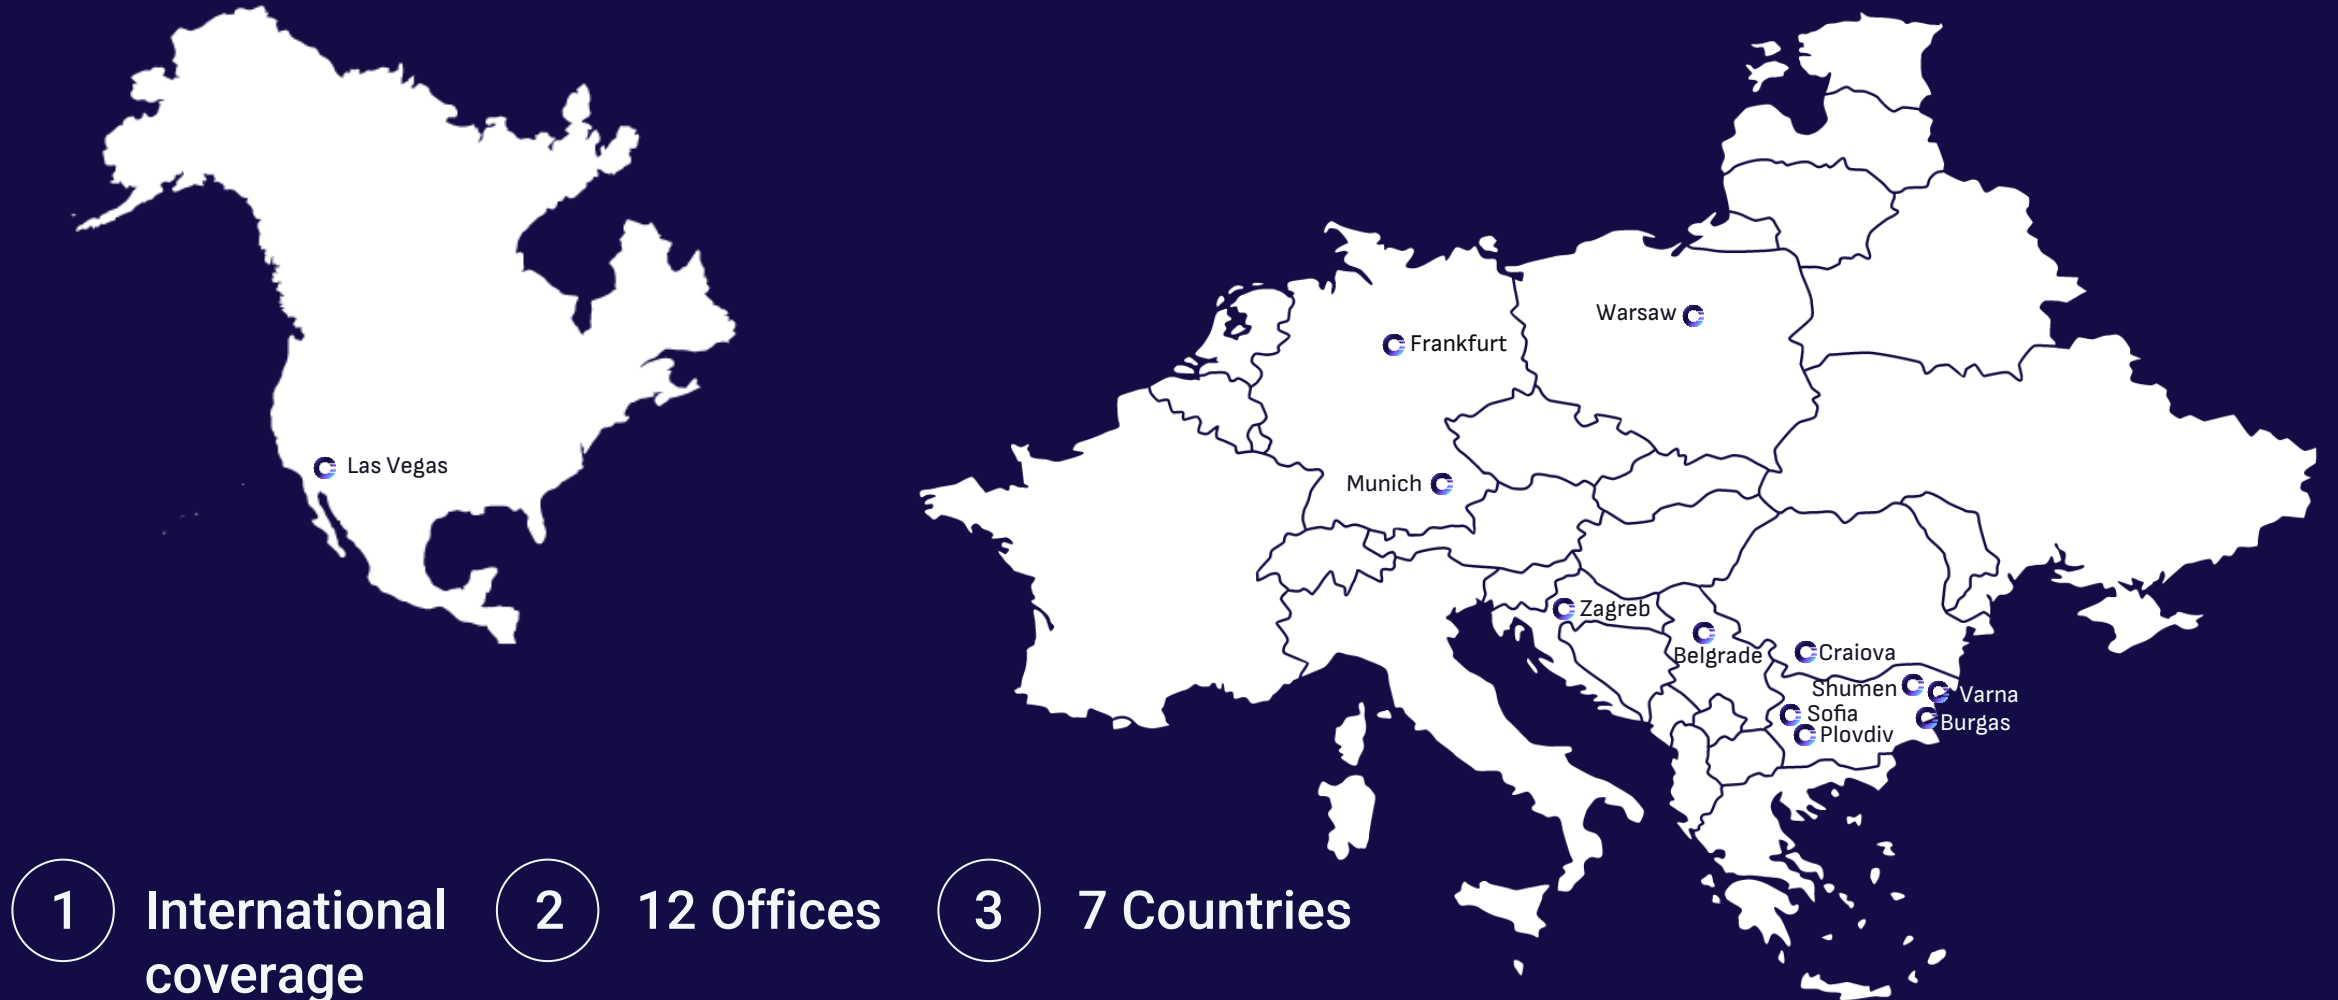 Warsaw
Frankfurt
Las Vegas
Munich
Zagreb
Belgrade
Craiova
Shumen
Varna
Sofia
Burgas
Plovdiv
1
International
coverage
2
12 Offices
3
7 Countries